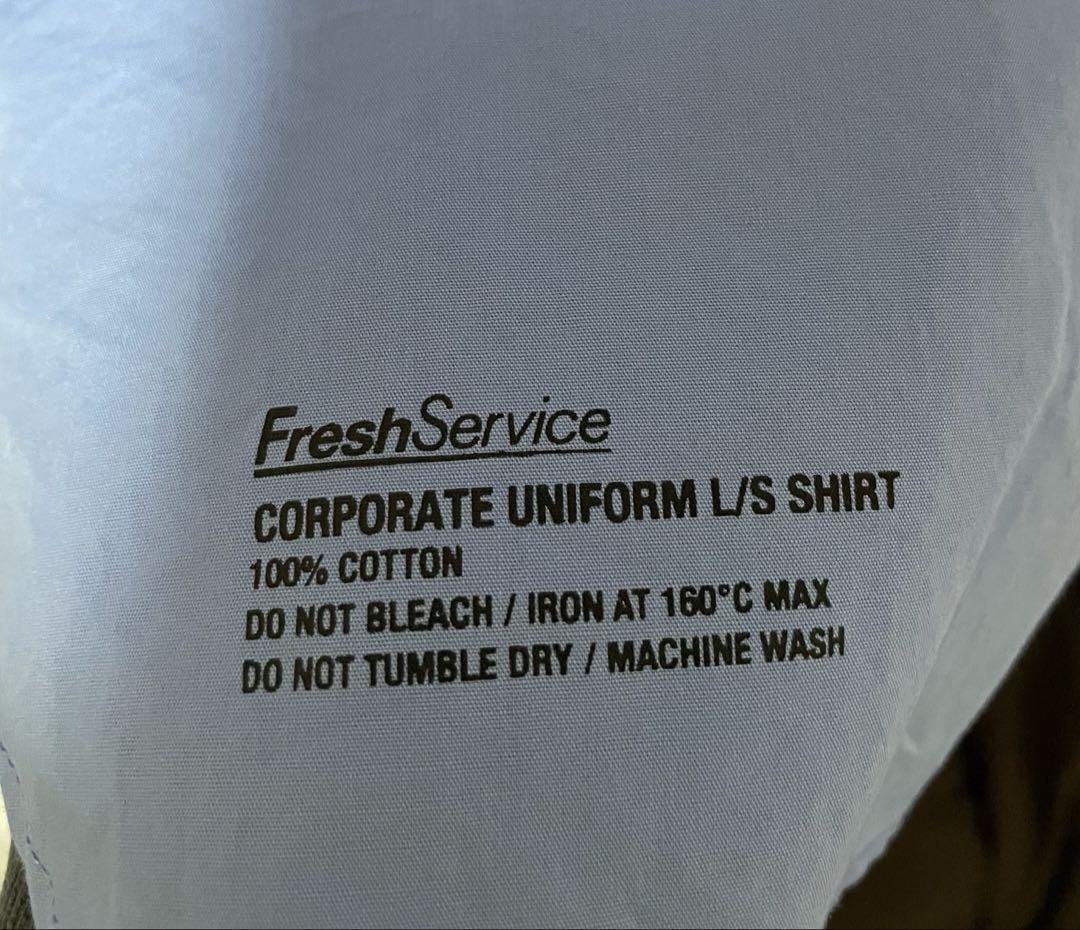 FreshService
CORPORATE UNIFORM L/S SHIRT
100% COTTON
DO NOT BLEACH / IRON AT 160°C MAX
DO NOT TUMBLE DRY / MACHINE WASH